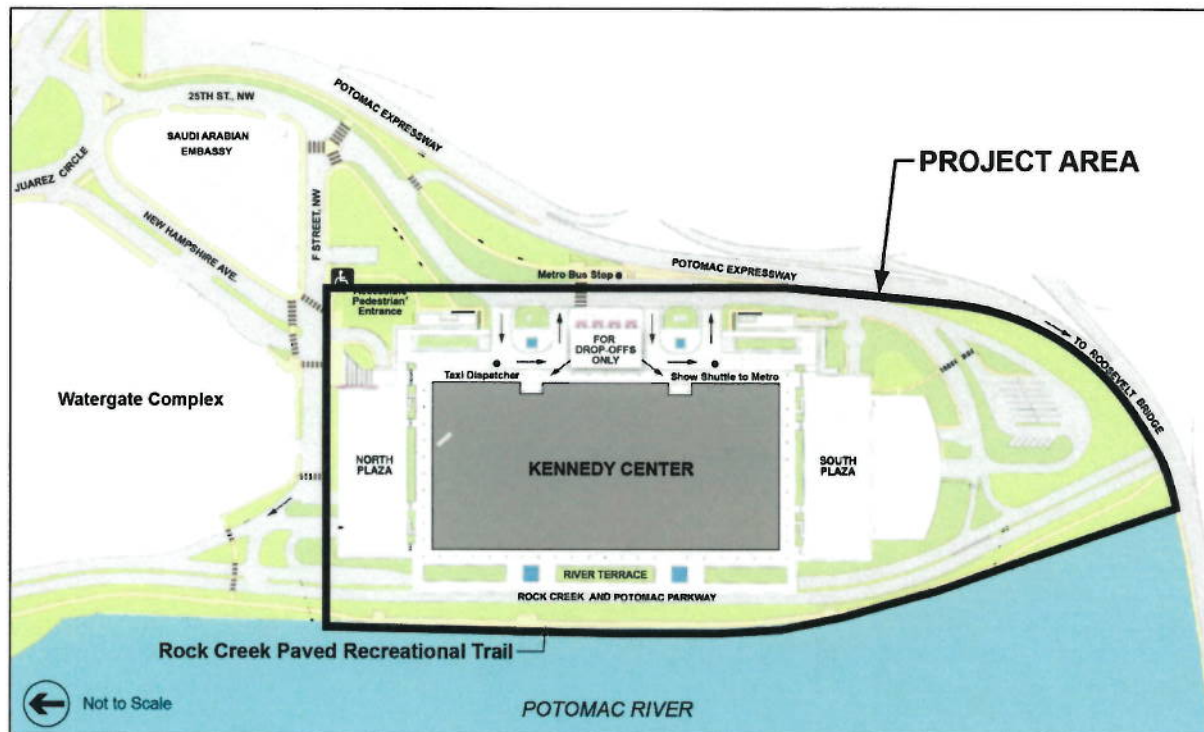 POTOMAC EXPRESSWAY
25TH ST., NW
SAUDI ARABIAN
EMBASSY
JUAREZ CIRCLE
NEW HAMPSHIRE AVE.
F STREET, NW
PROJECT AREA
Metro Bus Stop
POTOMAC EXPRESSWAY
TO ROOSEVELT BRIDGE
Pedestrian
Entrance
FOR
DROP-OFFS
ONLY
Taxi Dispatcher
Show Shuttle to Metro
Watergate Complex
NORTH
PLAZA
KENNEDY CENTER
SOUTH
PLAZA
RIVER TERRACE
ROCK CREEK AND POTOMAC PARKWAY
Rock Creek Paved Recreational Trail
Not to Scale
POTOMAC RIVER